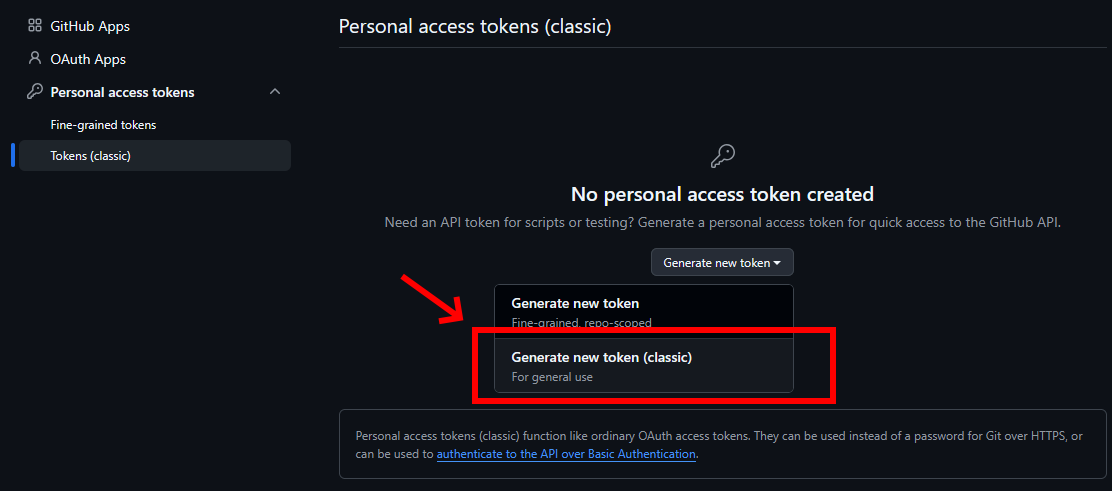 GitHub Apps
OAuth Apps
Personal access tokens
Fine-grained tokens
Tokens (classic)
Personal access tokens (classic)
No personal access token created
Need an API token for scripts or testing? Generate a personal access token for quick access to the GitHub API.
Generate new token
Generate new token
Fine-grained, repo-scoped
Generate new token (classic)
For general use
Personal access tokens (classic) function like ordinary OAuth access tokens. They can be used instead of a password for Git over HTTPS, or
can be used to authenticate to the API over Basic Authentication.